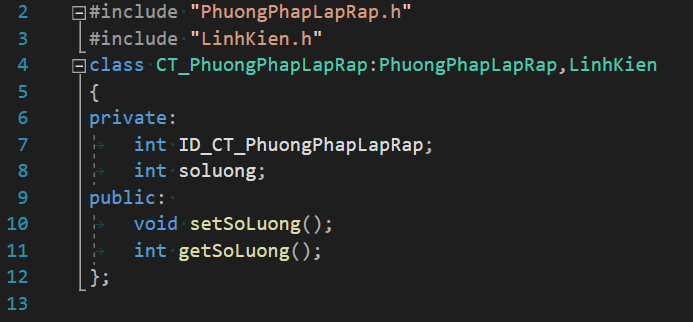 2 #include "PhuongPhapLapRap.h"
3 #include "LinhKien.h"
4 class CT_PhuongPhapLapRap:PhuongPhapLapRap,LinhKien
5 {
6 private:
7 int ID_CT_PhuongPhapLapRap;
8 int soluong;
9 public:
10 void setSoLuong();
11 int getSoLuong();
12 };
13